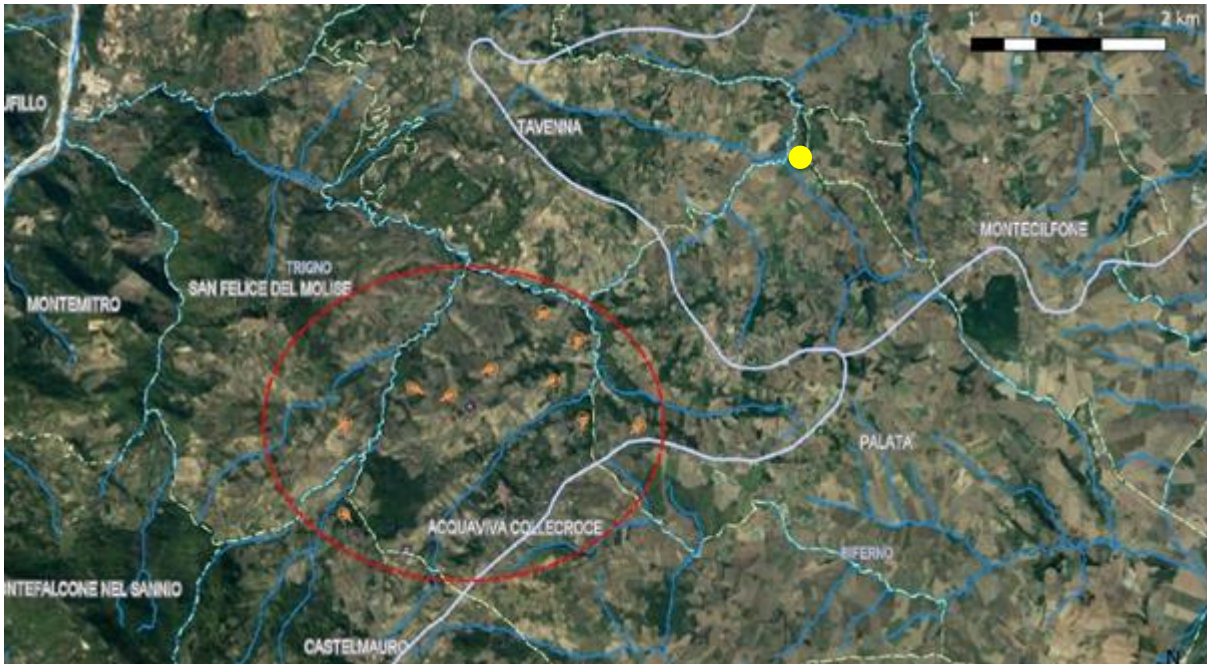 1 0 1 2 km
UFILLO
TAVENNA
MONTECILFONE
TRIGNO
SAN FELICE DEL MOLISE
MONTEMITRO
PALATA
ACQUAVIVA COLLECROCE
BIFERNO
ONTEFALCONE NEL SANNIO
CASTELMAURO
N